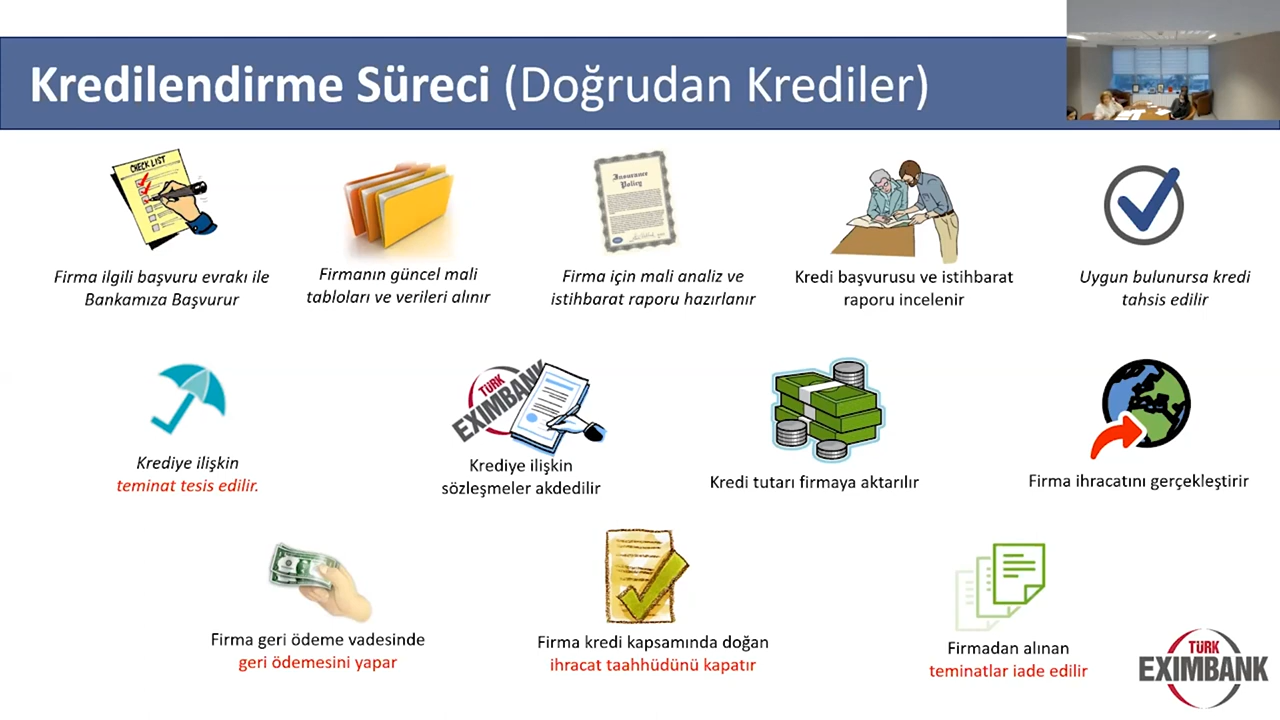 Kredilendirme Süreci (Doğrudan Krediler)
CHECK LIST
Insurance
Policy
Firma ilgili başvuru evrakı ile
Bankamıza Başvurur
Firmanın güncel mali
tabloları ve verileri alınır
Firma için mali analiz ve
istihbarat raporu hazırlanır
Kredi başvurusu ve istihbarat
raporu incelenir
Uygun bulunursa kredi
tahsis edilir
TÜRK
EXIMBANK
Krediye ilişkin
teminat tesis edilir.
Krediye ilişkin
sözleşmeler akdedilir
Kredi tutarı firmaya aktarılır
Firma ihracatını gerçekleştirir
Firma geri ödeme vadesinde
geri ödemesini yapar
Firma kredi kapsamında doğan
ihracat taahhüdünü kapatır
Firmadan alınan
teminatlar iade edilir
TÜRK
EXIMBANK